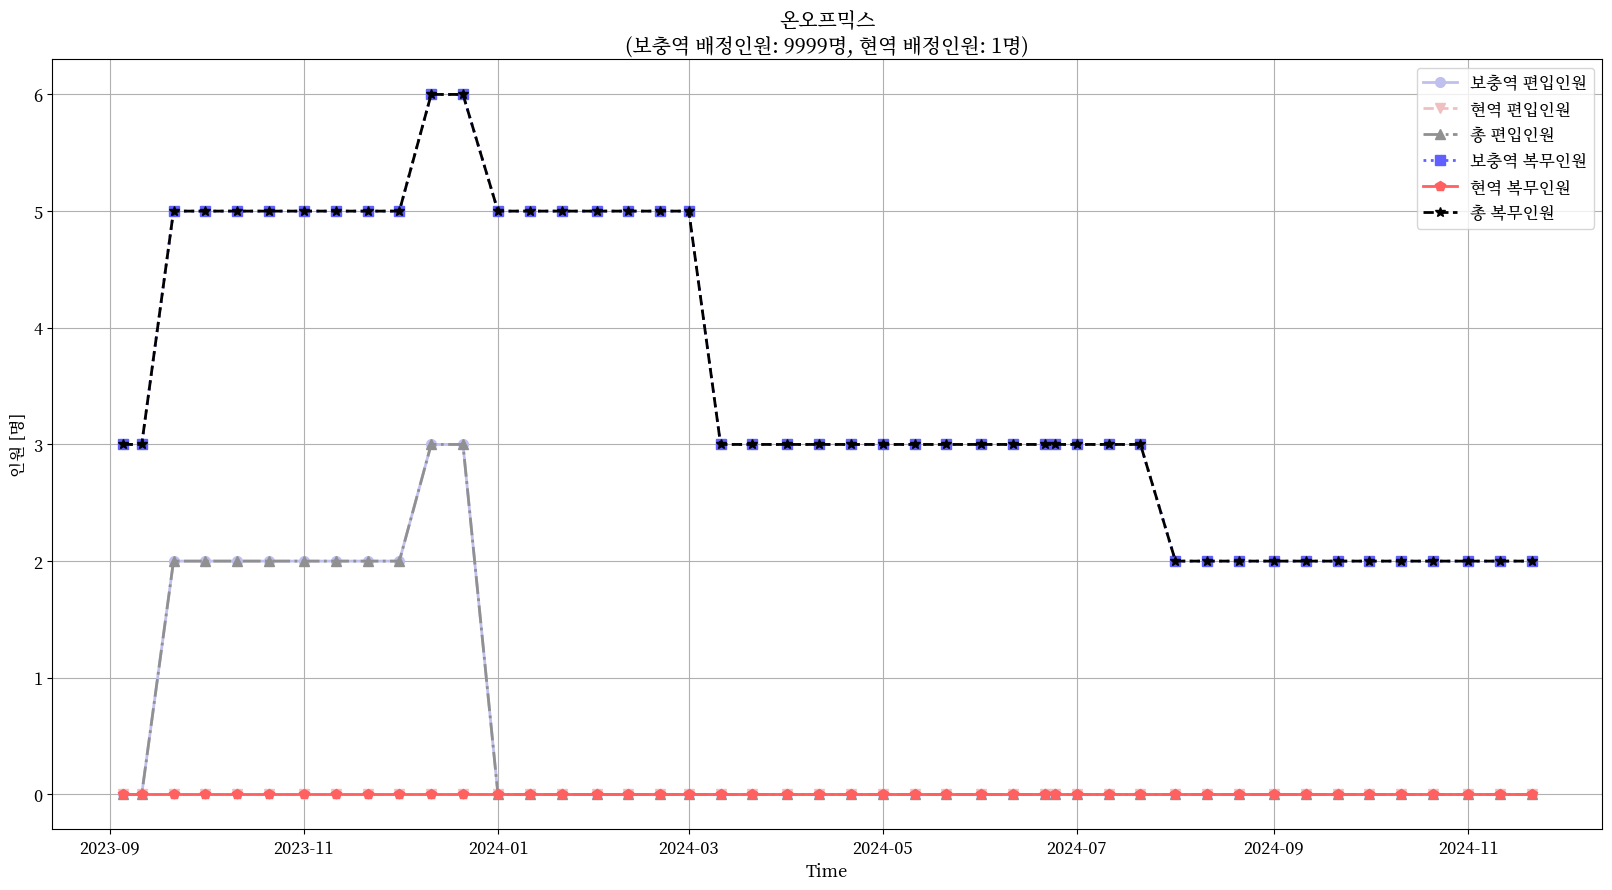 온오프믹스
(보충역 배정인원: 9999명, 현역 배정인원: 1명)
보충역 편입인원
현역 편입인원
총 편입인원
보충역 복무인원
현역 복무인원
총 복무인원
인원 [명]
6
5
4
3
2
1
0
2023-09
2023-11
2024-01
2024-03
2024-05
2024-07
2024-09
2024-11
Time